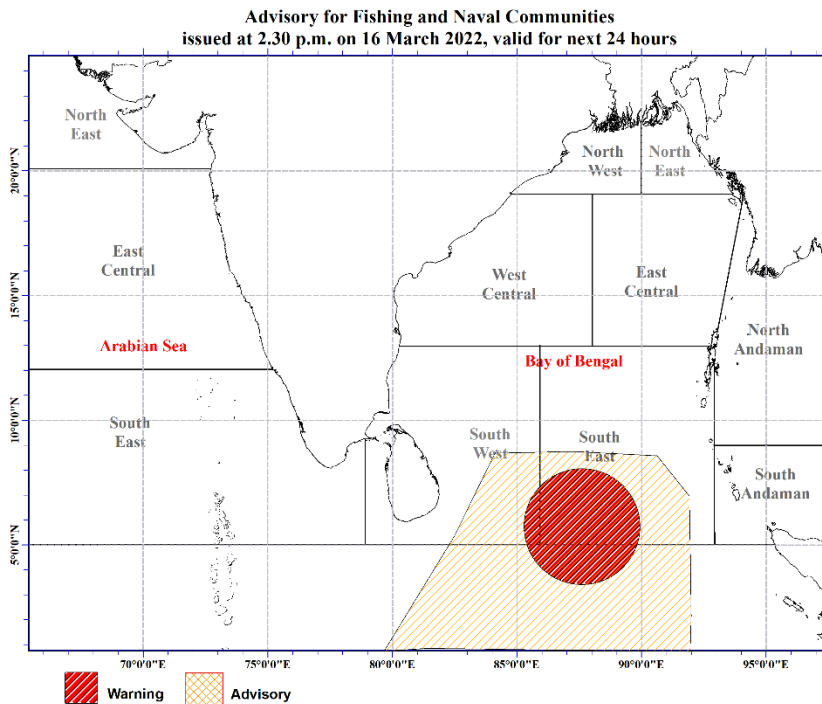 Advisory for Fishing and Naval Communities
issued at 2.30 p.m. on 16 March 2022, valid for next 24 hours
North
East
North
West
North
East
20°0'0"N
East
Central
West
Central
East
Central
15°0'0"N
Arabian Sea
Bay of Bengal
North
Andaman
10°0'0"N
South
East
South
West
South
East
South
Andaman
5°0'0"N
70°0'0"E
75°0'0"E
80°0'0"E
85°0'0"E
90°0'0"E
95°0'0"E
Warning
Advisory